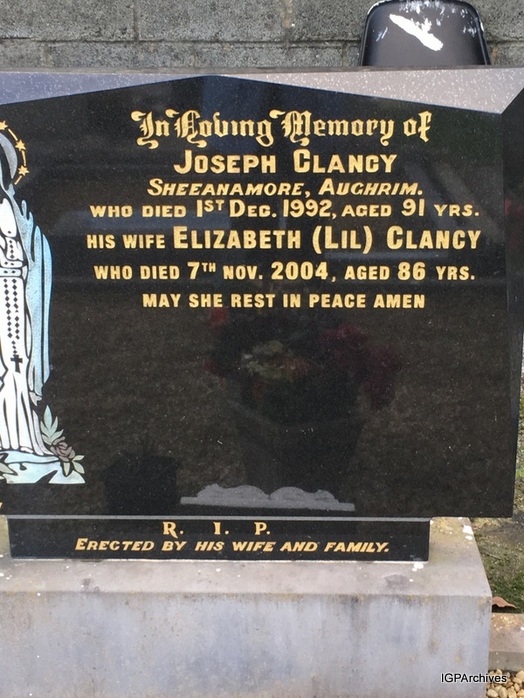 In Loving Memory of
JOSEPH CLANCY
SHEEANAMORE, AUGHRIM.
WHO DIED 1ST DEC. 1992, AGED 91 YRS.
HIS WIFE ELIZABETH (LIL) CLANCY
WHO DIED 7TH NOV. 2004, AGED 86 YRS.
MAY SHE REST IN PEACE AMEN
R. I. P.
ERECTED BY HIS WIFE AND FAMILY.
IGPArchives